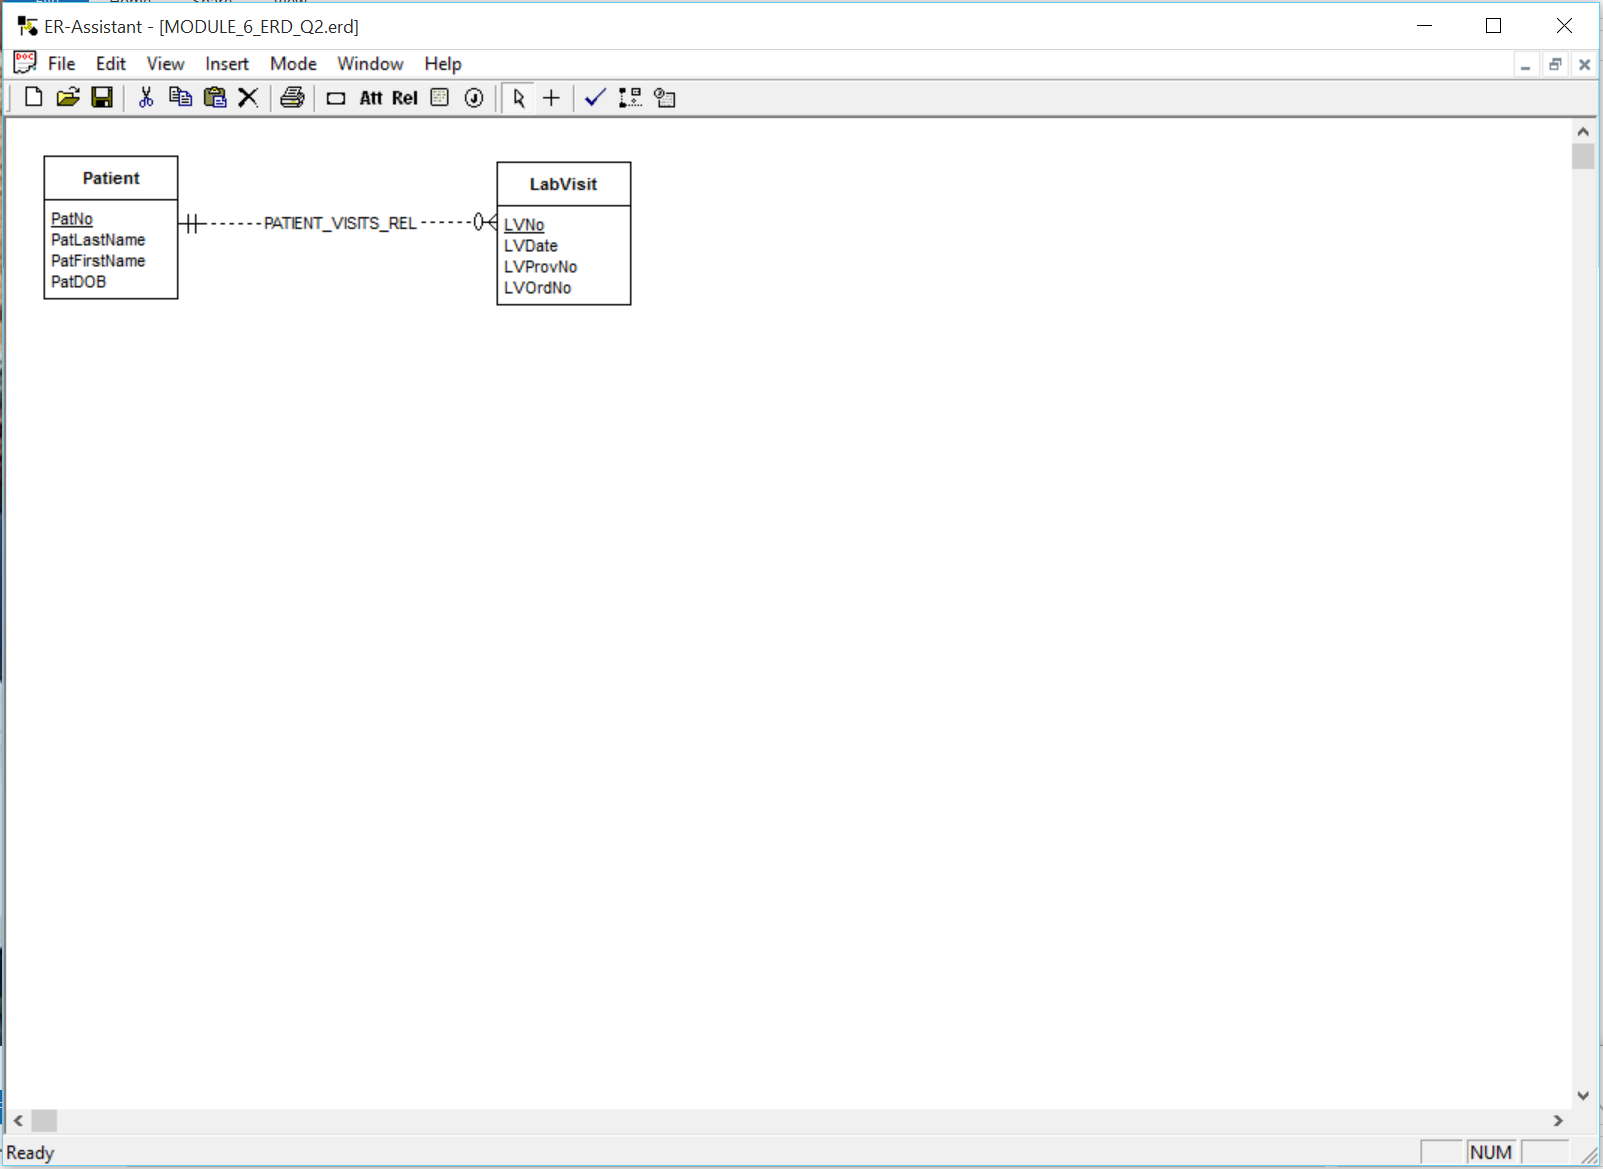 ER-Assistant - [MODULE_6_ERD_Q2.erd]
File Edit View Insert Mode Window Help
Att Rel
Patient
PatNo
PatLastName
PatFirstName
PatDOB
PATIENT_VISITS_REL
LabVisit
LVNo
LVDate
LVProvNo
LVOrdNo
Ready
NUM